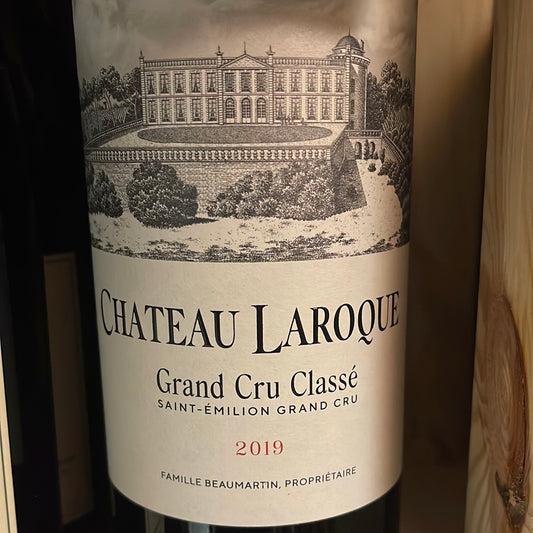 CHATEAU LAROQUE
Grand Cru Classé
SAINT-ÉMILION GRAND CRU
2019
FAMILLE BEAUMARTIN, PROPRIÉTAIRE